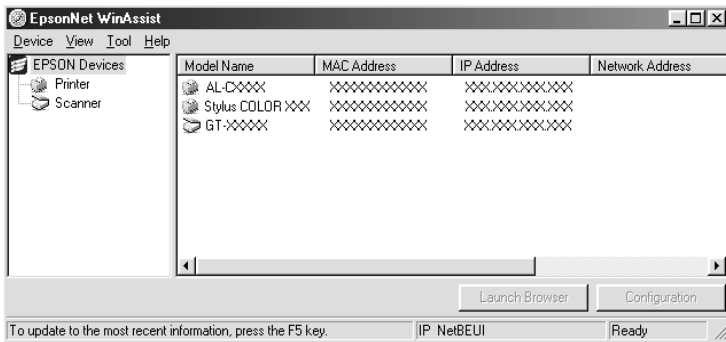 EpsonNet WinAssist
Device View Tool Help
EPSON Devices
Printer
Scanner
Model Name MAC Address IP Address Network Address
AL-CXXXX XXXXXXXXXXXX XXX.XXX.XXX.XXX
Stylus COLOR XXX XXXXXXXXXXXX XXX.XXX.XXX.XXX
GT-XXXXX XXXXXXXXXXXX XXX.XXX.XXX.XXX
Launch Browser Configuration
To update to the most recent information, press the F5 key. IP NetBEUI Ready